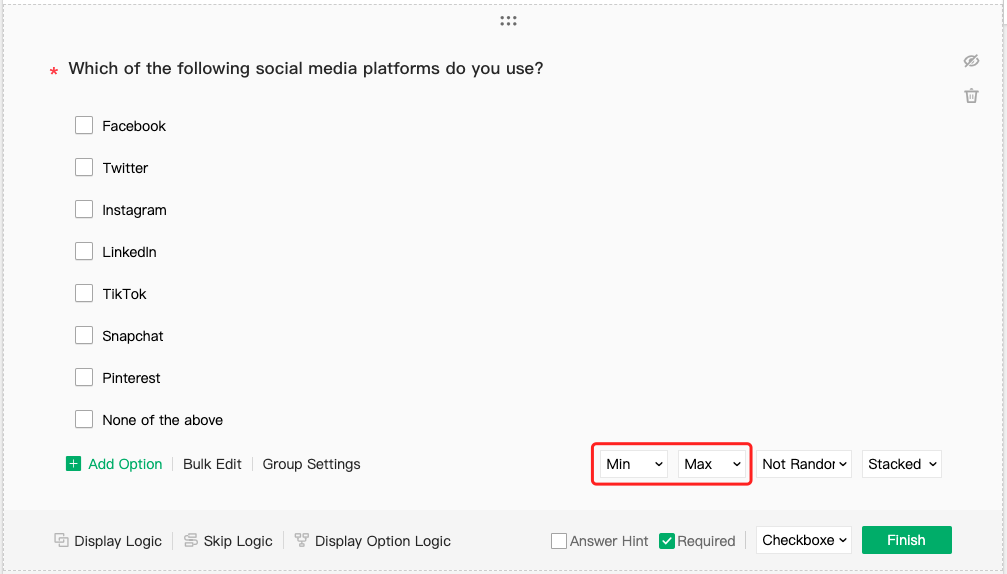 * Which of the following social media platforms do you use?
Facebook
Twitter
Instagram
LinkedIn
TikTok
Snapchat
Pinterest
None of the above
Add Option Bulk Edit Group Settings Min Max Not Randor Stacked
Display Logic Skip Logic Display Option Logic Answer Hint Required Checkboxe Finish